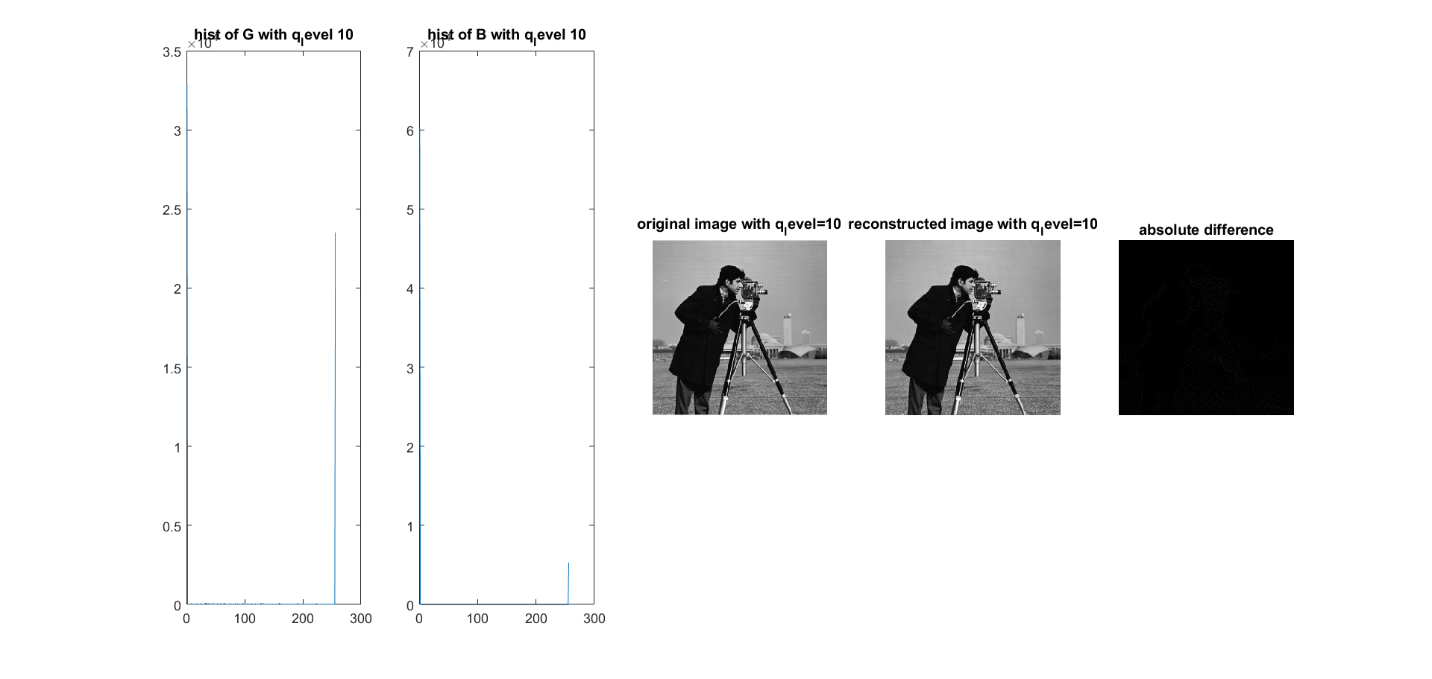 hist of G with q_level 10
×10⁴
3.5
3
2.5
2
1.5
1
0.5
0
0 100 200 300
hist of B with q_level 10
×10⁴
7
6
5
4
3
2
1
0
0 100 200 300
original image with q_level=10
reconstructed image with q_level=10
absolute difference